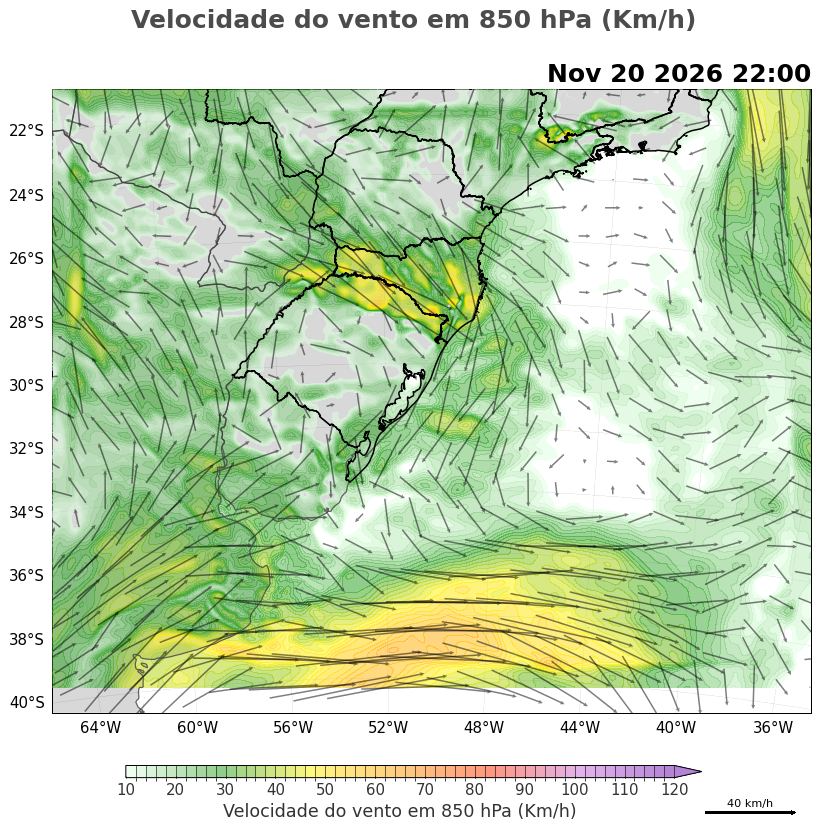 Velocidade do vento em 850 hPa (Km/h)
Nov 20 2026 22:00
22°S
24°S
26°S
28°S
30°S
32°S
34°S
36°S
38°S
40°S
64°W 60°W 56°W 52°W 48°W 44°W 40°W 36°W
10 20 30 40 50 60 70 80 90 100 110 120
Velocidade do vento em 850 hPa (Km/h)
40 km/h